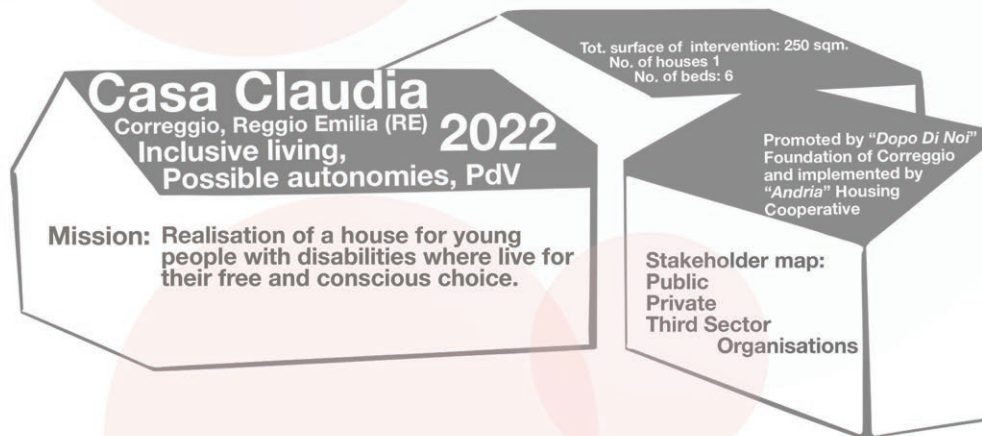 Casa Claudia
Correggio, Reggio Emilia (RE)
2022
Inclusive living,
Possible autonomies, PdV
Mission: Realisation of a house for young
people with disabilities where live for
their free and conscious choice.
Tot. surface of intervention: 250 sqm.
No. of houses 1
No. of beds: 6
Promoted by “Dopo Di Noi”
Foundation of Correggio
and implemented by
“Andria” Housing
Cooperative
Stakeholder map:
Public
Private
Third Sector
Organisations